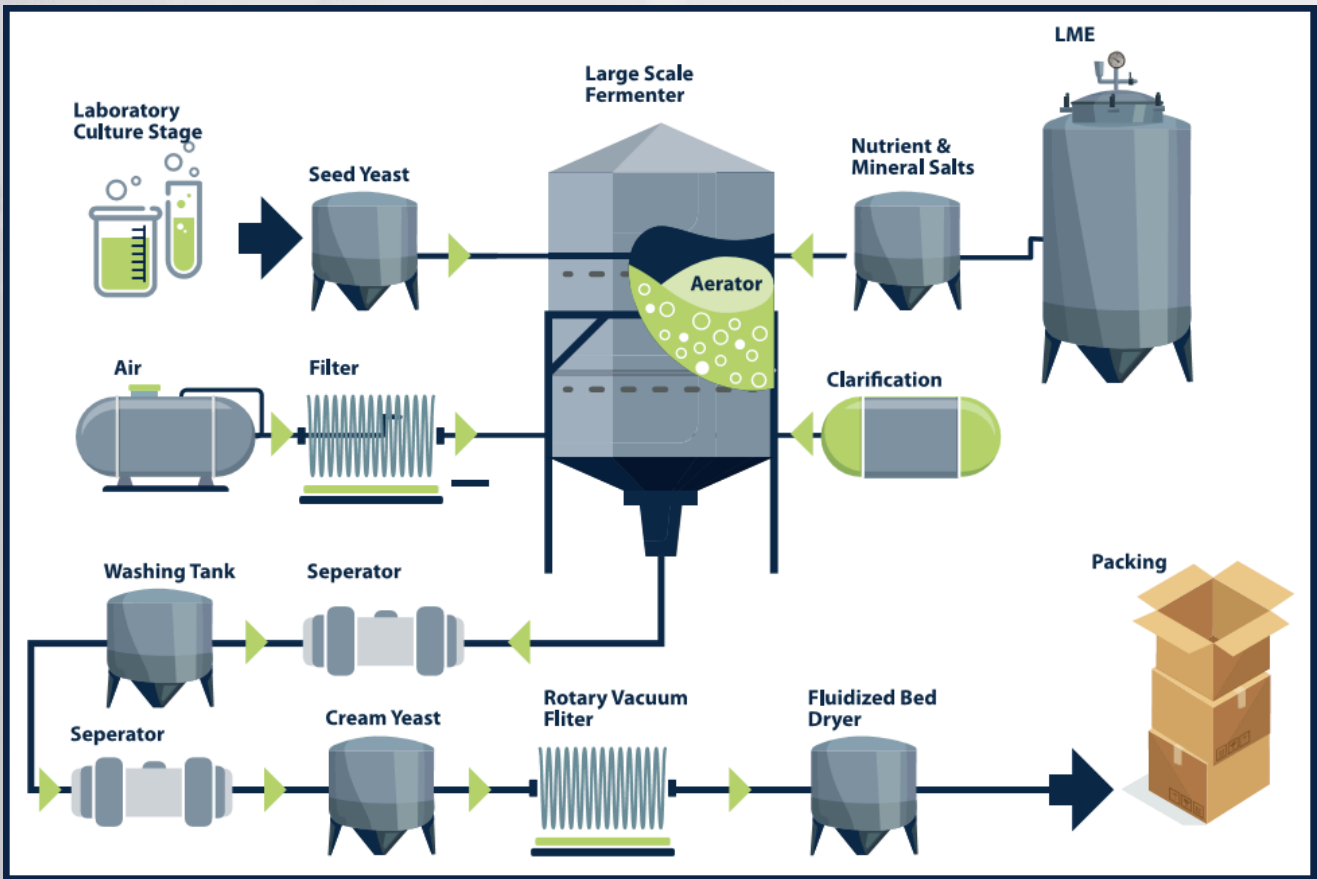 LME
Large Scale
Fermenter
Laboratory
Culture Stage
Seed Yeast
Nutrient &
Mineral Salts
Aerator
Air
Filter
Clarification
Washing Tank
Seperator
Packing
Seperator
Cream Yeast
Rotary Vacuum
Fliter
Fluidized Bed
Dryer